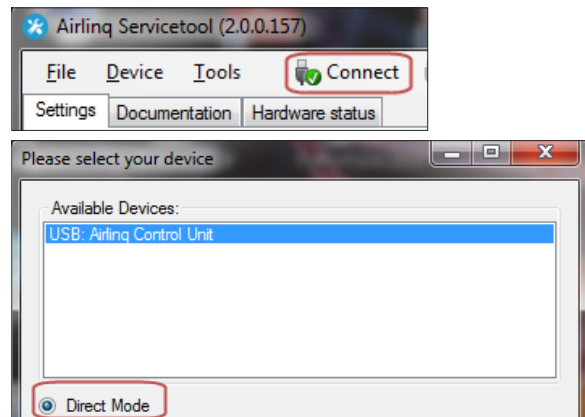 Airlinq Servicetool (2.0.0.157)
File Device Tools Connect
Settings Documentation Hardware status
Please select your device
Available Devices:
USB: Airlinq Control Unit
Direct Mode